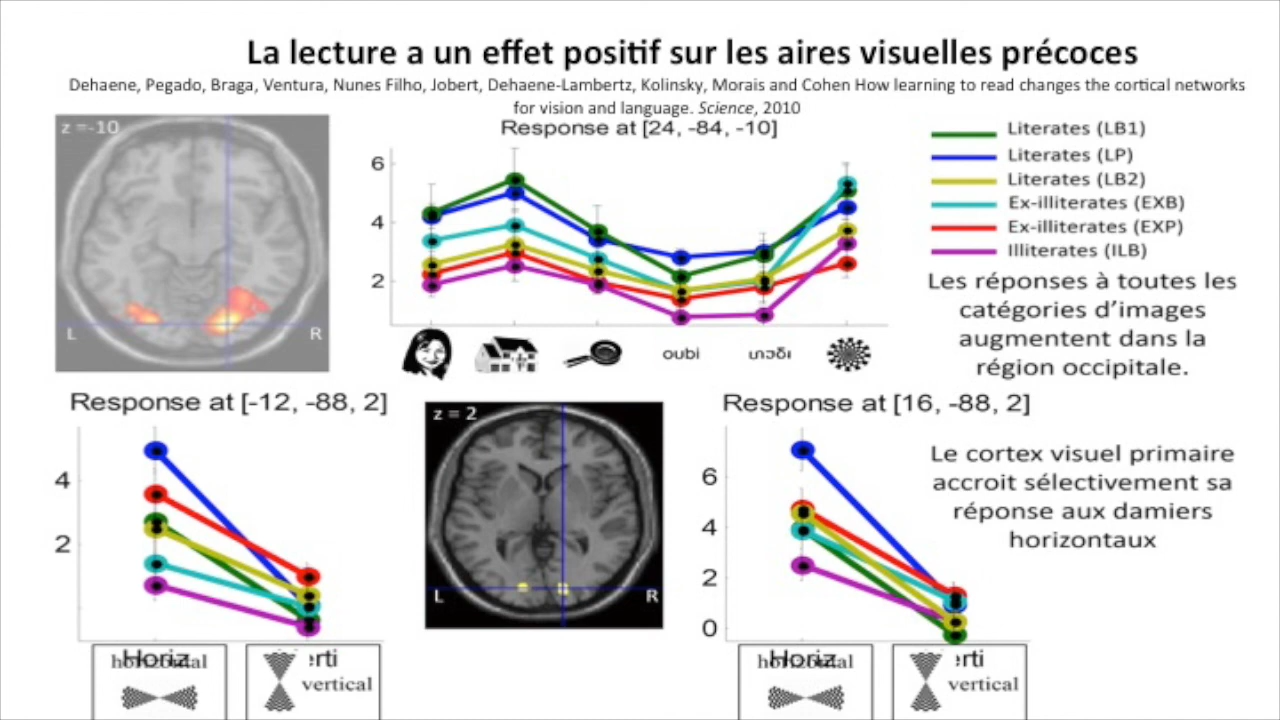 La lecture a un effet positif sur les aires visuelles précoces
Dehaene, Pegado, Braga, Ventura, Nunes Filho, Jobert, Dehaene-Lambertz, Kolinsky, Morais and Cohen How learning to read changes the cortical networks
for vision and language. Science, 2010
z =-10
L
R
Response at [24, -84, -10]
6
4
2
oubi
Literates (LB1)
Literates (LP)
Literates (LB2)
Ex-illiterates (EXB)
Ex-illiterates (EXP)
Illiterates (ILB)
Les réponses à toutes les
catégories d'images
augmentent dans la
région occipitale.
Response at [-12, -88, 2]
4
2
Horiz
horizontal
erti
vertical
z = 2
L
R
Response at [16, -88, 2]
6
4
2
0
Horiz
horizontal
erti
vertical
Le cortex visuel primaire
accroit sélectivement sa
réponse aux damiers
horizontaux